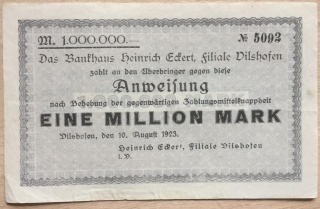 M. 1.000.000.— № 5092
Das Bankhaus Heinrich Eckert, Filiale Vilshofen
zahlt an den Überbringer gegen diese
Anweisung
nach Behebung der gegenwärtigen Zahlungsmittelknappheit
EINE MILLION MARK
Vilshofen, den 10. August 1923.
Heinrich Eckert, Filiale Vilshofen
i.V.